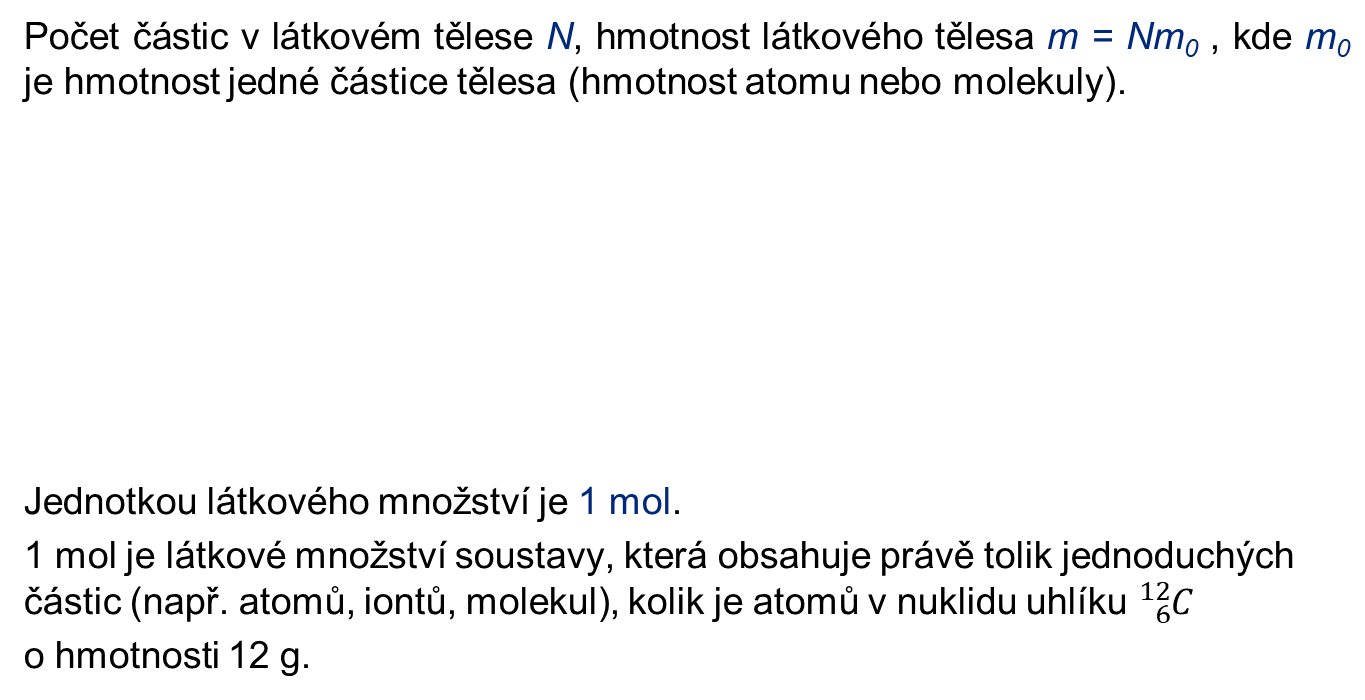 Počet částic v látkovém tělese N, hmotnost látkového tělesa m = Nm₀ , kde m₀
je hmotnost jedné částice tělesa (hmotnost atomu nebo molekuly).
Jednotkou látkového množství je 1 mol.
1 mol je látkové množství soustavy, která obsahuje právě tolik jednoduchých
částic (např. atomů, iontů, molekul), kolik je atomů v nuklidu uhlíku ¹²₆C
o hmotnosti 12 g.